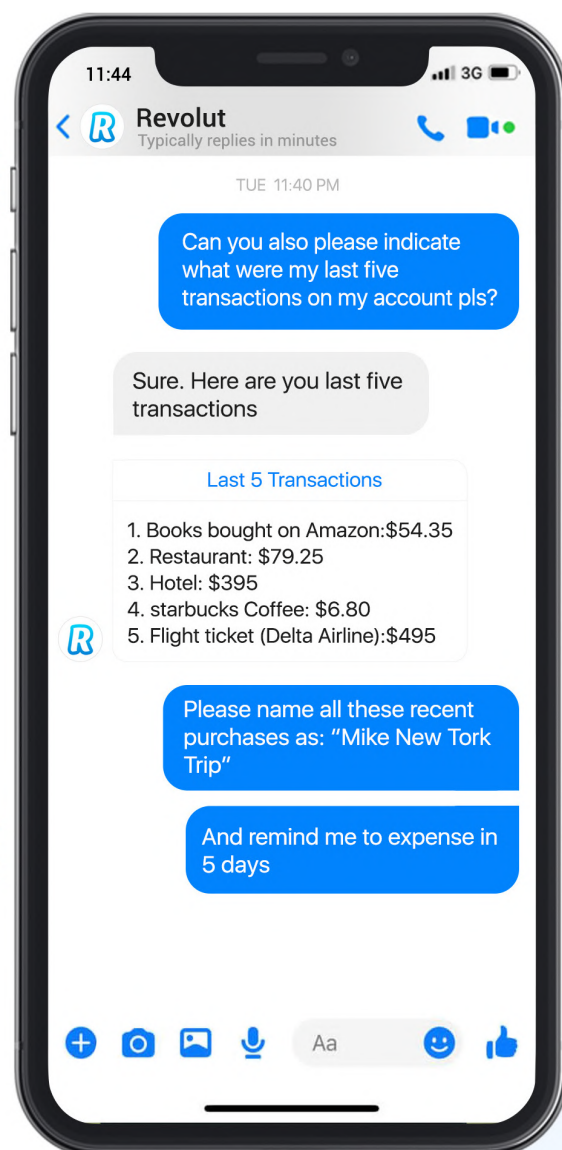 11:44
3G
R
Revolut
Typically replies in minutes
TUE 11:40 PM
Can you also please indicate
what were my last five
transactions on my account pls?
Sure. Here are you last five
transactions
Last 5 Transactions
1. Books bought on Amazon:$54.35
2. Restaurant: $79.25
3. Hotel: $395
4. starbucks Coffee: $6.80
5. Flight ticket (Delta Airline):$495
R
Please name all these recent
purchases as: “Mike New Tork
Trip”
And remind me to expense in
5 days
Aa